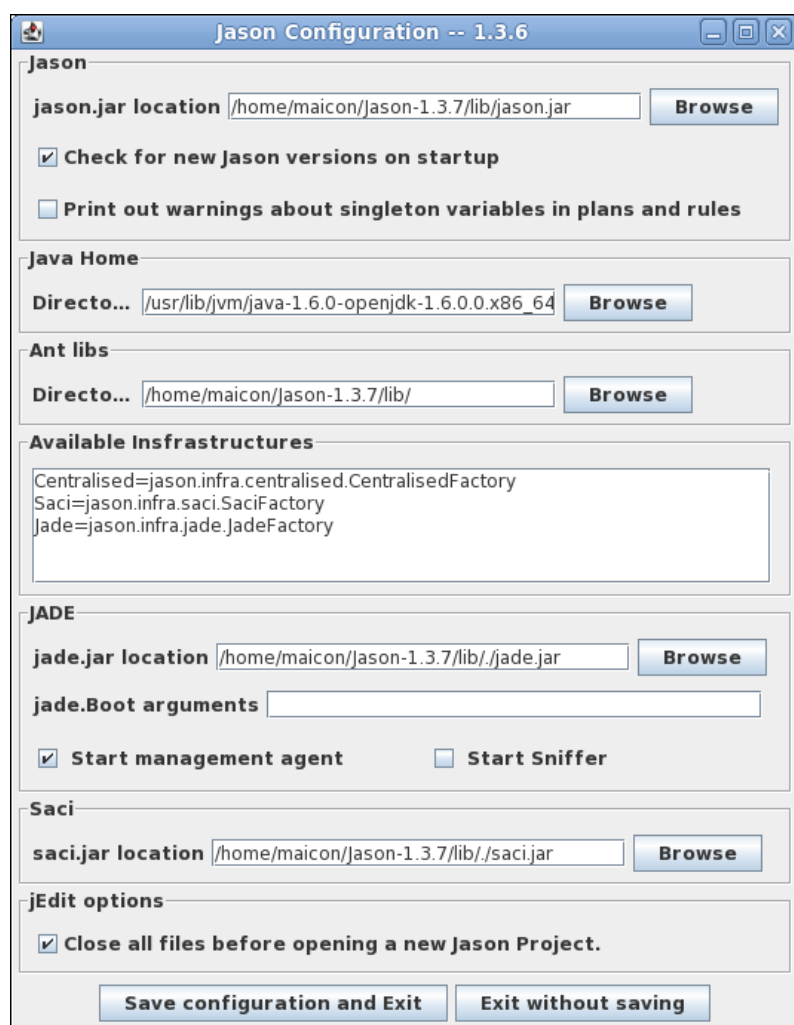 Jason Configuration -- 1.3.6
Jason
jason.jar location /home/maicon/Jason-1.3.7/lib/jason.jar Browse
Check for new Jason versions on startup
Print out warnings about singleton variables in plans and rules
Java Home
Directo... /usr/lib/jvm/java-1.6.0-openjdk-1.6.0.0.x86_64 Browse
Ant libs
Directo... /home/maicon/Jason-1.3.7/lib/ Browse
Available Insfrastructures
Centralised=jason.infra.centralised.CentralisedFactory
Saci=jason.infra.saci.SaciFactory
Jade=jason.infra.jade.JadeFactory
JADE
jade.jar location /home/maicon/Jason-1.3.7/lib/./jade.jar Browse
jade.Boot arguments
Start management agent Start Sniffer
Saci
saci.jar location /home/maicon/Jason-1.3.7/lib/./saci.jar Browse
jEdit options
Close all files before opening a new Jason Project.
Save configuration and Exit Exit without saving